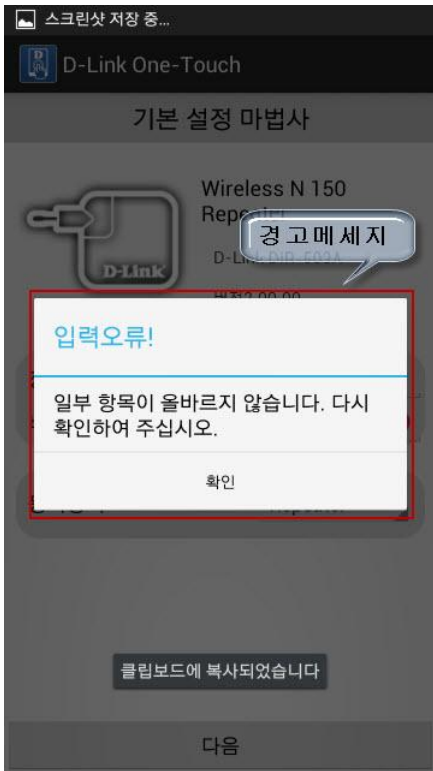 스크린샷 저장 중...
D-Link One-Touch
기본 설정 마법사
Wireless N 150
Repeater
경고메세지
D-Link
입력오류!
일부 항목이 올바르지 않습니다. 다시
확인하여 주십시오.
확인
클립보드에 복사되었습니다
다음